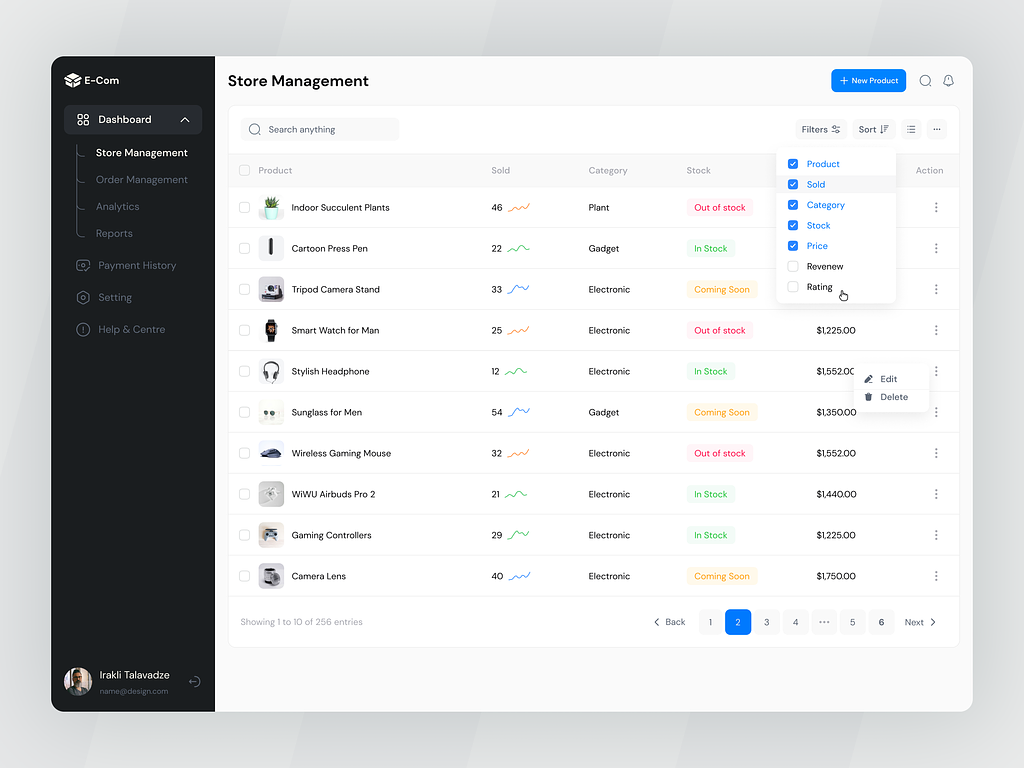 E-Com
Dashboard
Store Management
Order Management
Analytics
Reports
Payment History
Setting
Help & Centre
Irakli Talavadze
name@design.com
Store Management
New Product
Search anything
Filters
Sort
Product Sold Category Stock Action
Product
Sold
Category
Stock
Price
Revenew
Rating
Indoor Succulent Plants 46 Plant Out of stock
Cartoon Press Pen 22 Gadget In Stock
Tripod Camera Stand 33 Electronic Coming Soon
Smart Watch for Man 25 Electronic Out of stock $1,225.00
Stylish Headphone 12 Electronic In Stock $1,552.00
Edit
Delete
Sunglass for Men 54 Gadget Coming Soon $1,350.00
Wireless Gaming Mouse 32 Electronic Out of stock $1,552.00
WiWU Airbuds Pro 2 21 Electronic In Stock $1,440.00
Gaming Controllers 29 Electronic In Stock $1,225.00
Camera Lens 40 Electronic Coming Soon $1,750.00
Showing 1 to 10 of 256 entries
Back 1 2 3 4 ••• 5 6 Next